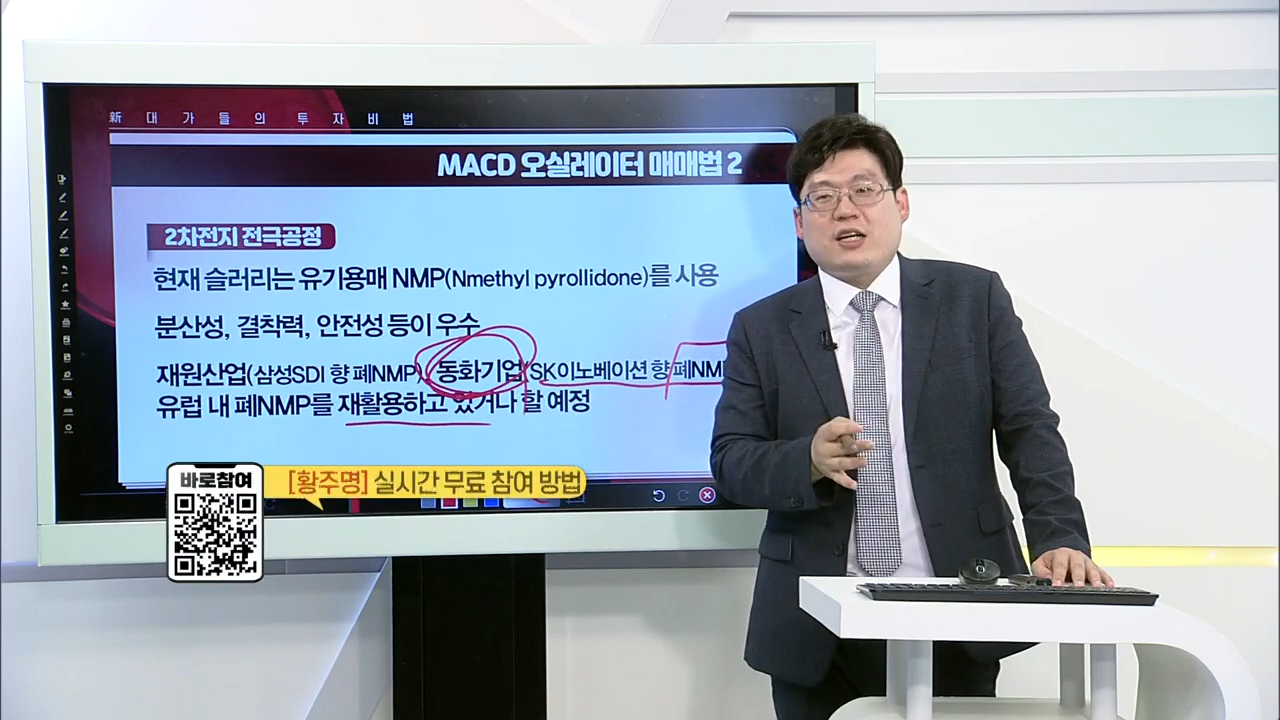 新 대 가 들 의 투 자 비 법
MACD 오실레이터 매매법 2
2차전지 전극공정
현재 슬러리는 유기용매 NMP(Nmethyl pyrollidone)를 사용
분산성, 결착력, 안전성 등이 우수
재원산업(삼성SDI 향 폐NMP), 동화기업(SK이노베이션 향 폐NM
유럽 내 폐NMP를 재활용하고 있거나 할 예정
바로참여
[황주명] 실시간 무료 참여 방법